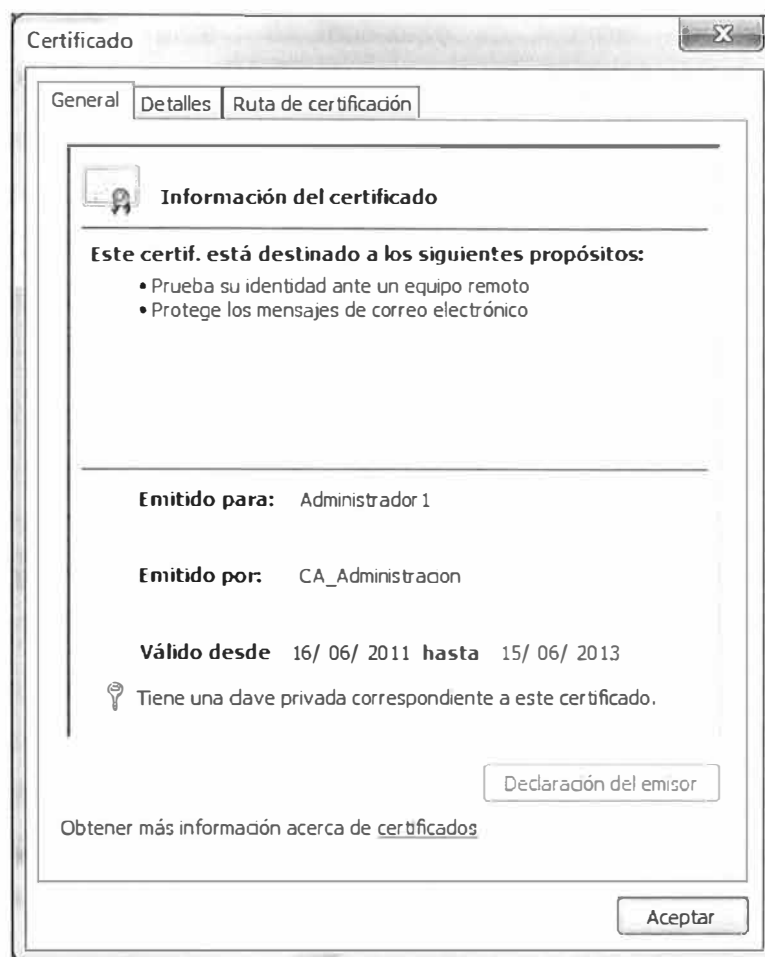 Certificado
General Detalles Ruta de certificación
Información del certificado
Este certif. está destinado a los siguientes propósitos:
• Prueba su identidad ante un equipo remoto
• Protege los mensajes de correo electrónico
Emitido para: Administrador 1
Emitido por: CA_Administracion
Válido desde 16/ 06/ 2011 hasta 15/ 06/ 2013
Tiene una clave privada correspondiente a este certificado.
Declaración del emisor
Obtener más información acerca de certificados
Aceptar